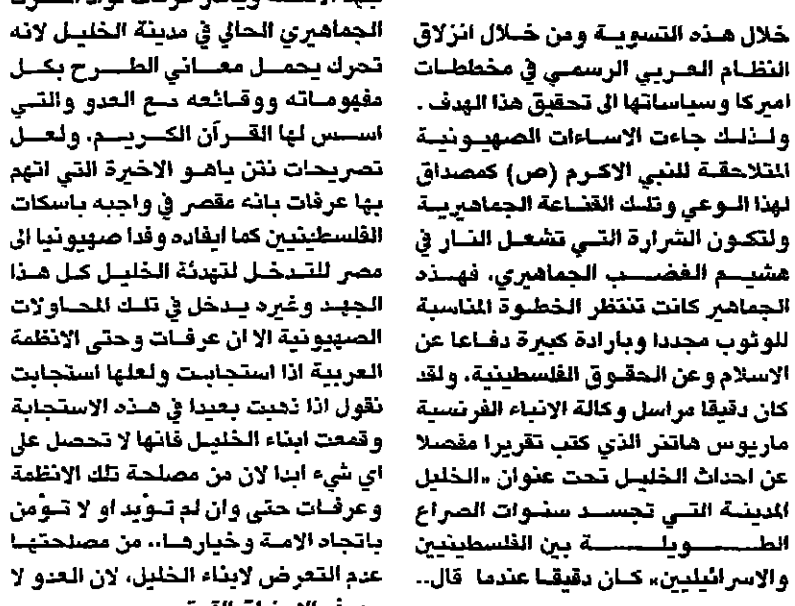 خلال هذه التسوية ومن خلال انزلاق
النظام العربي الرسمي في مخططات
اميركا وسياساتها الى تحقيق هذا الهدف .
ولذلك جاءت الاساءات الصهيونية
المتلاحقة للنبي الاكرم (ص) كمصداق
لهذا الوعي وتلك القناعة الجماهيرية
ولتكون الشرارة التي تشعل النار في
هشيم الغضب الجماهيري، فهذه
الجماهير كانت تنتظر الخطوة المناسبة
للوثوب مجددا وبارادة كبيرة دفاعا عن
الاسلام وعن الحقوق الفلسطينية. ولقد
كان دقيقا مراسل وكالة الانباء الفرنسية
ماريوس هاتنر الذي كتب تقريرا مفصلا
عن احداث الخليل تحت عنوان «الخليل
المدينة التي تجسد سنوات الصراع
الطويلة بين الفلسطينيين
والاسرائيليين» كان دقيقا عندما قال..
الجماهيري الحالي في مدينة الخليل لانه
تحرك يحمل معاني الطرح بكل
مفهوماته ووقائعه مع العدو والتي
اسس لها القرآن الكريم. ولعل
تصريحات نتن ياهو الاخيرة التي اتهم
بها عرفات بانه مقصر في واجبه باسكات
الفلسطينيين كما ايفاده وفدا صهيونيا الى
مصر للتدخل لتهدئة الخليل كل هذا
الجهد وغيره يدخل في تلك المحاولات
الصهيونية الا ان عرفات وحتى الانظمة
العربية اذا استجابت ولعلها استجابت
نقول اذا ذهبت بعيدا في هذه الاستجابة
وقمعت ابناء الخليل فانها لا تحصل على
اي شيء ابدا لان من مصلحة تلك الانظمة
وعرفات حتى وان لم تؤيد او لا تؤمن
باتجاه الامة وخيارها.. من مصلحتها
عدم التعرض لابناء الخليل، لان العدو لا